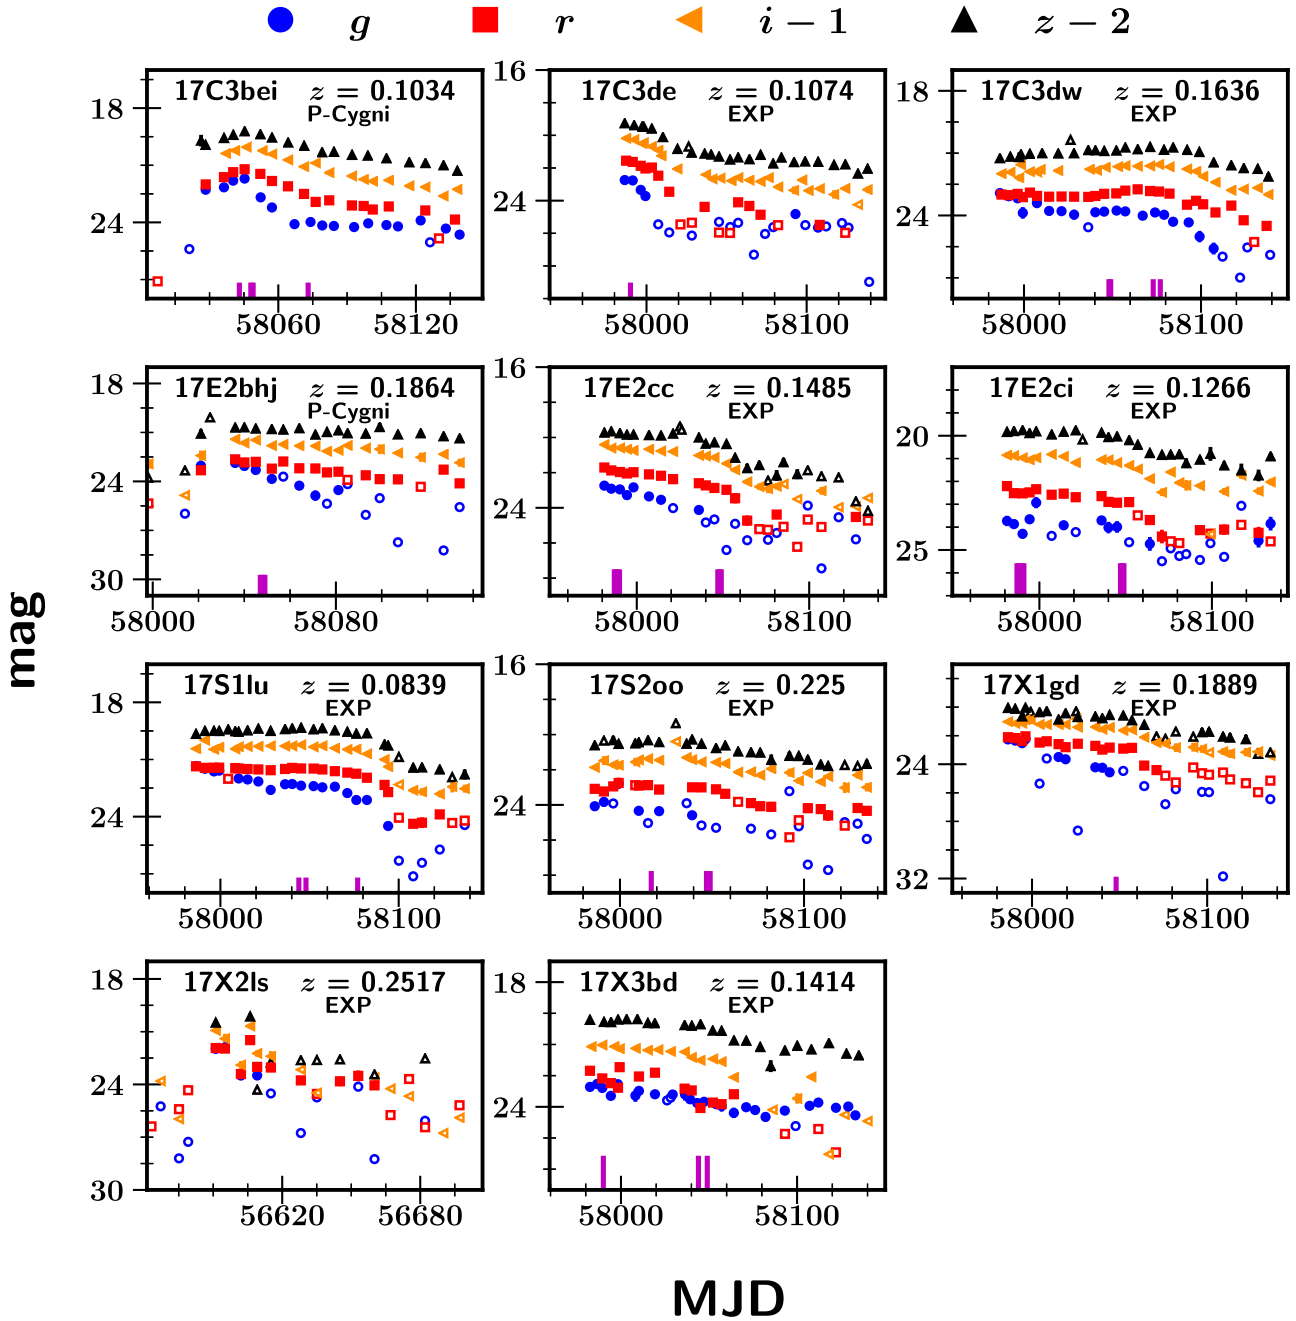 g r i − 1 z − 2
17C3bei z = 0.1034
P-Cygni
18
24
58060 58120
17C3de z = 0.1074
EXP
16
24
58000 58100
17C3dw z = 0.1636
EXP
18
24
58000 58100
17E2bhj z = 0.1864
P-Cygni
18
24
30
58000 58080
17E2cc z = 0.1485
EXP
16
24
58000 58100
17E2ci z = 0.1266
EXP
20
25
58000 58100
17S1lu z = 0.0839
EXP
18
24
58000 58100
17S2oo z = 0.225
EXP
16
24
58000 58100
17X1gd z = 0.1889
EXP
24
32
58000 58100
17X2ls z = 0.2517
EXP
18
24
30
56620 56680
17X3bd z = 0.1414
EXP
18
24
58000 58100
mag
MJD